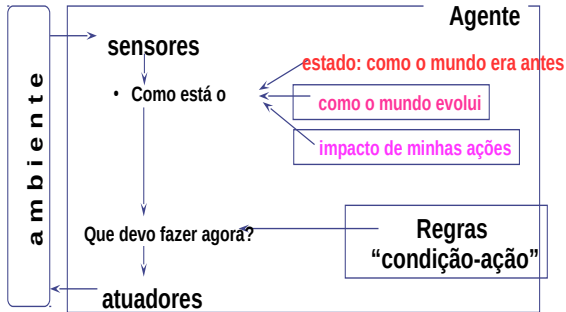 Agente
sensores
estado: como o mundo era antes
• Como está o
como o mundo evolui
impacto de minhas ações
ambiente
Que devo fazer agora?
Regras
“condição-ação”
atuadores